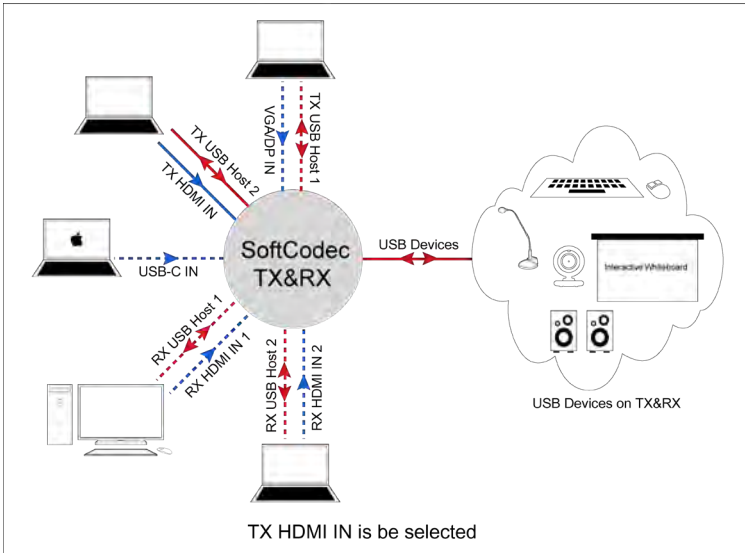 VGA/DP IN
TX USB Host 1
TX USB Host 2
TX HDMI IN
SoftCodec
TX&RX
USB Devices
Interactive Whiteboard
USB-C IN
RX USB Host 1
RX HDMI IN 1
RX USB Host 2
RX HDMI IN 2
USB Devices on TX&RX
TX HDMI IN is be selected